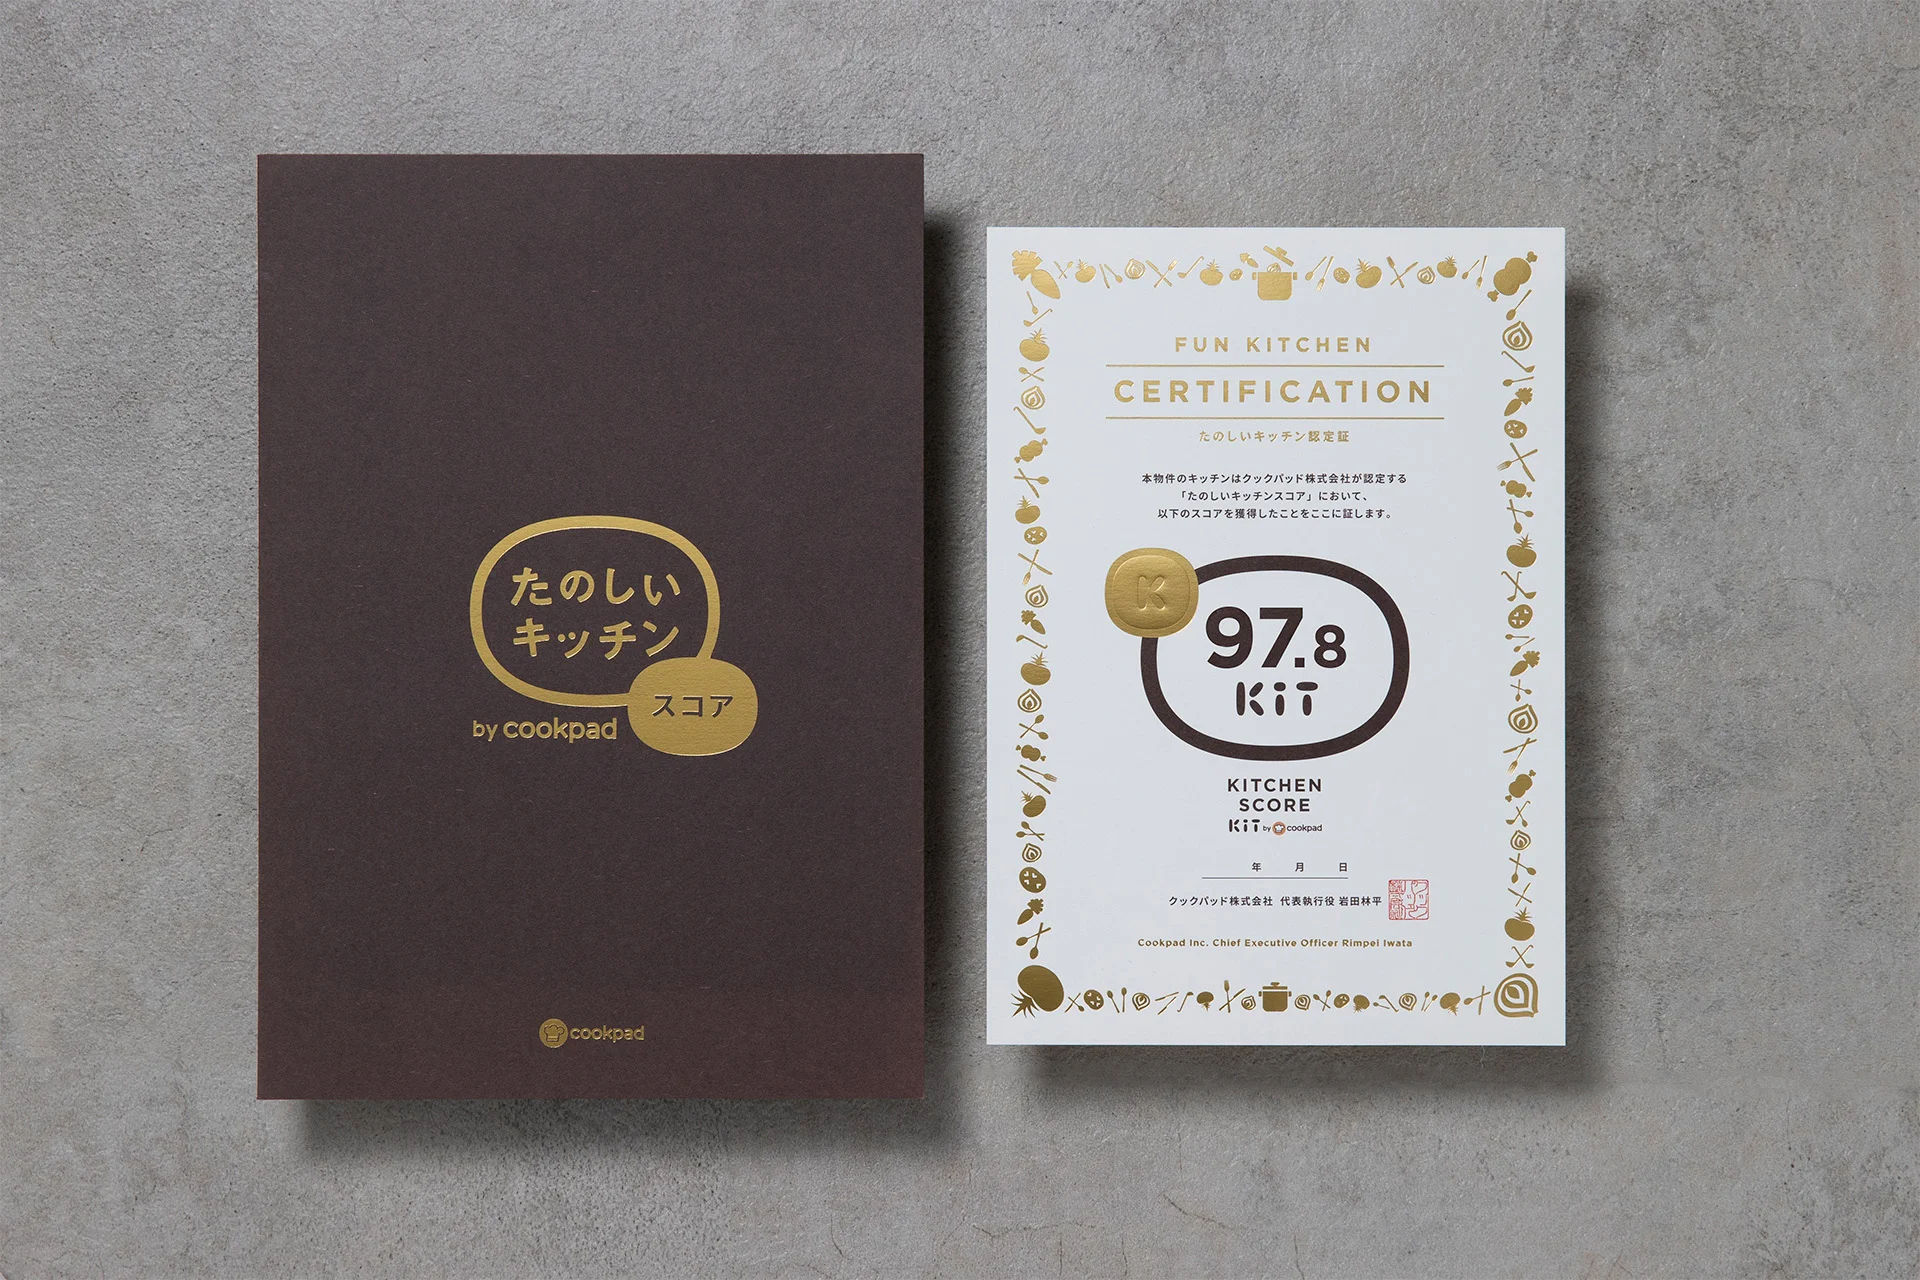 たのしい
キッチン
スコア
by cookpad
cookpad
FUN KITCHEN
CERTIFICATION
たのしいキッチン認定証
本物件のキッチンはクックパッド株式会社が認定する
「たのしいキッチンスコア」において、
以下のスコアを獲得したことをここに証します。
K
97.8
KiT
KITCHEN
SCORE
KiT by cookpad
年 月 日
クックパッド株式会社 代表執行役 岩田林平
Cookpad Inc. Chief Executive Officer Rimpei Iwata